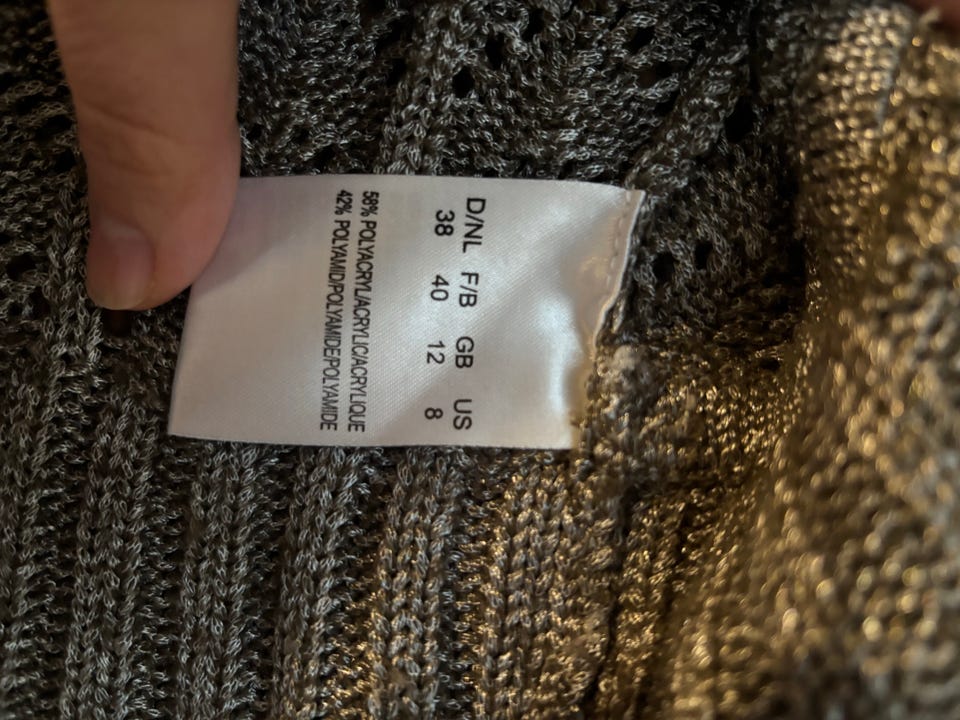 D/NL F/B GB US
38 40 12 8
58% POLYACRYL/ACRYLIC/ACRYLIQUE
42% POLYAMID/POLYAMIDE/POLYAMIDE